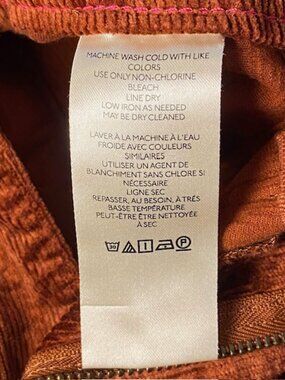 MACHINE WASH COLD WITH LIKE
COLORS
USE ONLY NON-CHLORINE
BLEACH
LINE DRY
LOW IRON AS NEEDED
MAY BE DRY CLEANED
LAVER À LA MACHINE À L'EAU
FROIDE AVEC COULEURS
SIMILAIRES
UTILISER UN AGENT DE
BLANCHIMENT SANS CHLORE SI
NÉCESSAIRE
LIGNE SEC
REPASSER, AU BESOIN, À TRÈS
BASSE TEMPÉRATURE
PEUT-ÊTRE ÊTRE NETTOYÉE
À SEC
30 P